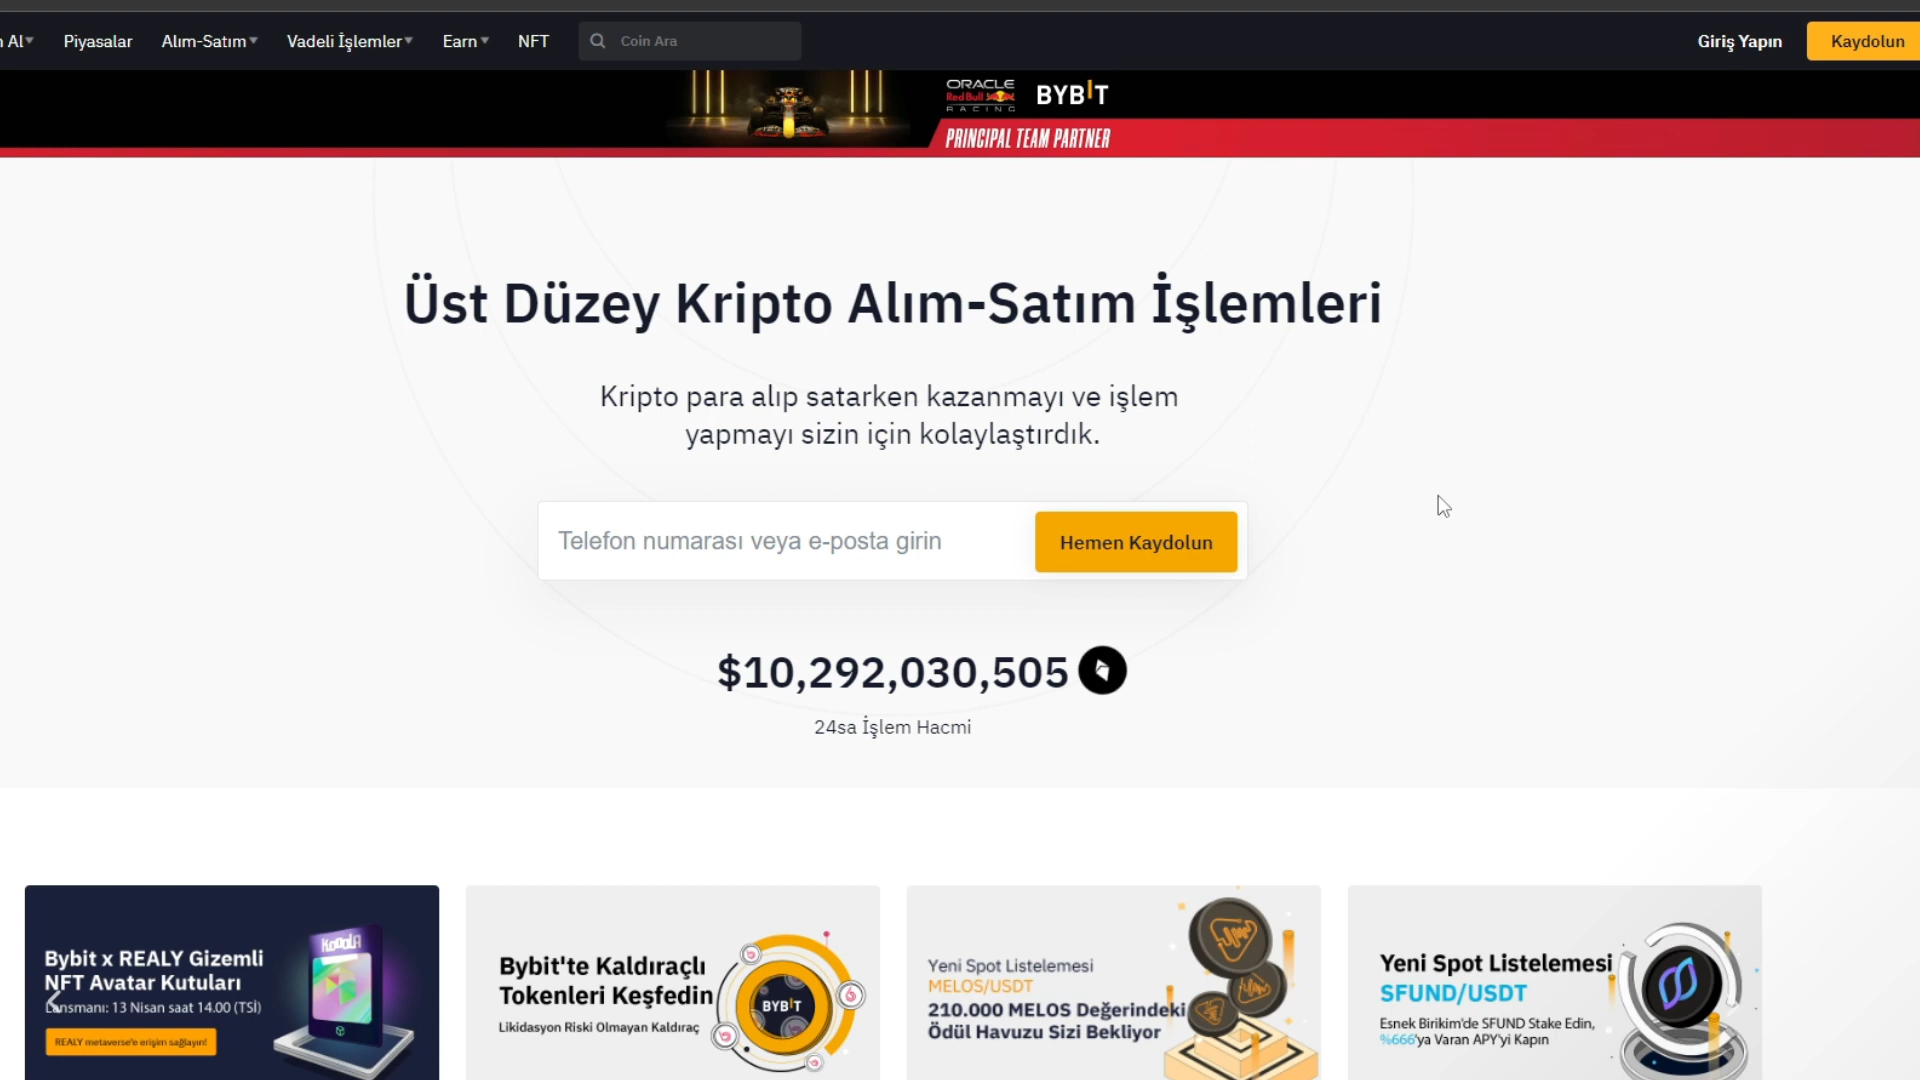 Al
Piyasalar
Alım-Satım
Vadeli İşlemler
Earn
NFT
Coin Ara
Giriş Yapın
Kaydolun
ORACLE
Red Bull
RACING
BYBIT
PRINCIPAL TEAM PARTNER
Üst Düzey Kripto Alım-Satım İşlemleri
Kripto para alıp satarken kazanmayı ve işlem
yapmayı sizin için kolaylaştırdık.
Telefon numarası veya e-posta girin
Hemen Kaydolun
$10,292,030,505
24sa İşlem Hacmi
Bybit x REALY Gizemli
NFT Avatar Kutuları
Lansmanı: 13 Nisan saat 14.00 (TSİ)
REALY metaverse'e erişim sağlayın!
Bybit'te Kaldıraçlı
Tokenleri Keşfedin
Likidasyon Riski Olmayan Kaldıraç
BYBIT
Yeni Spot Listelemesi
MELOS/USDT
210.000 MELOS Değerindeki
Ödül Havuzu Sizi Bekliyor
Yeni Spot Listelemesi
SFUND/USDT
Esnek Birikim'de SFUND Stake Edin,
%666'ya Varan APY'yi Kapın